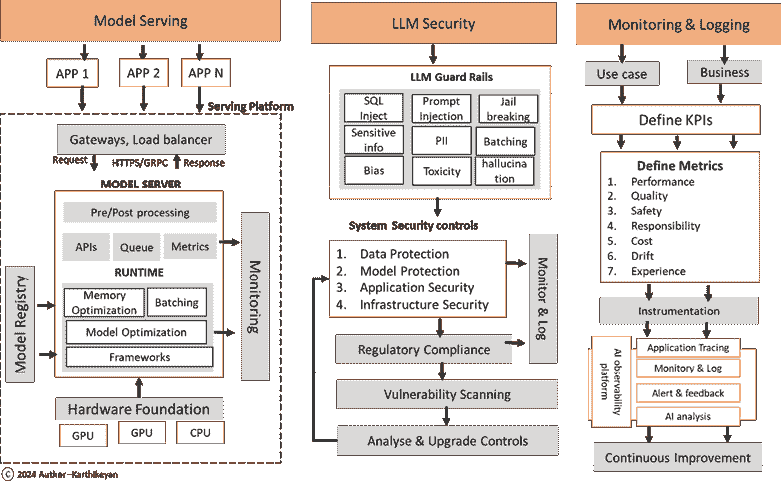 Model Serving
APP 1
APP 2
APP N
Serving Platform
Gateways, Load balancer
Request
HTTPS/GRPC
Response
MODEL SERVER
Pre/Post processing
APIs
Queue
Metrics
RUNTIME
Memory
Optimization
Batching
Model Optimization
Frameworks
Model Registry
Monitoring
Hardware Foundation
GPU
GPU
CPU
© 2024 Author-Karthikeyan
LLM Security
LLM Guard Rails
SQL
Inject
Prompt
Injection
Jail
breaking
Sensitive
info
PII
Batching
Bias
Toxicity
hallucina
tion
System Security controls
1. Data Protection
2. Model Protection
3. Application Security
4. Infrastructure Security
Monitor & Log
Regulatory Compliance
Vulnerability Scanning
Analyse & Upgrade Controls
Monitoring & Logging
Use case
Business
Define KPIs
Define Metrics
1. Performance
2. Quality
3. Safety
4. Responsibility
5. Cost
6. Drift
7. Experience
Instrumentation
AI observability
platform
Application Tracing
Monitory & Log
Alert & feedback
AI analysis
Continuous Improvement